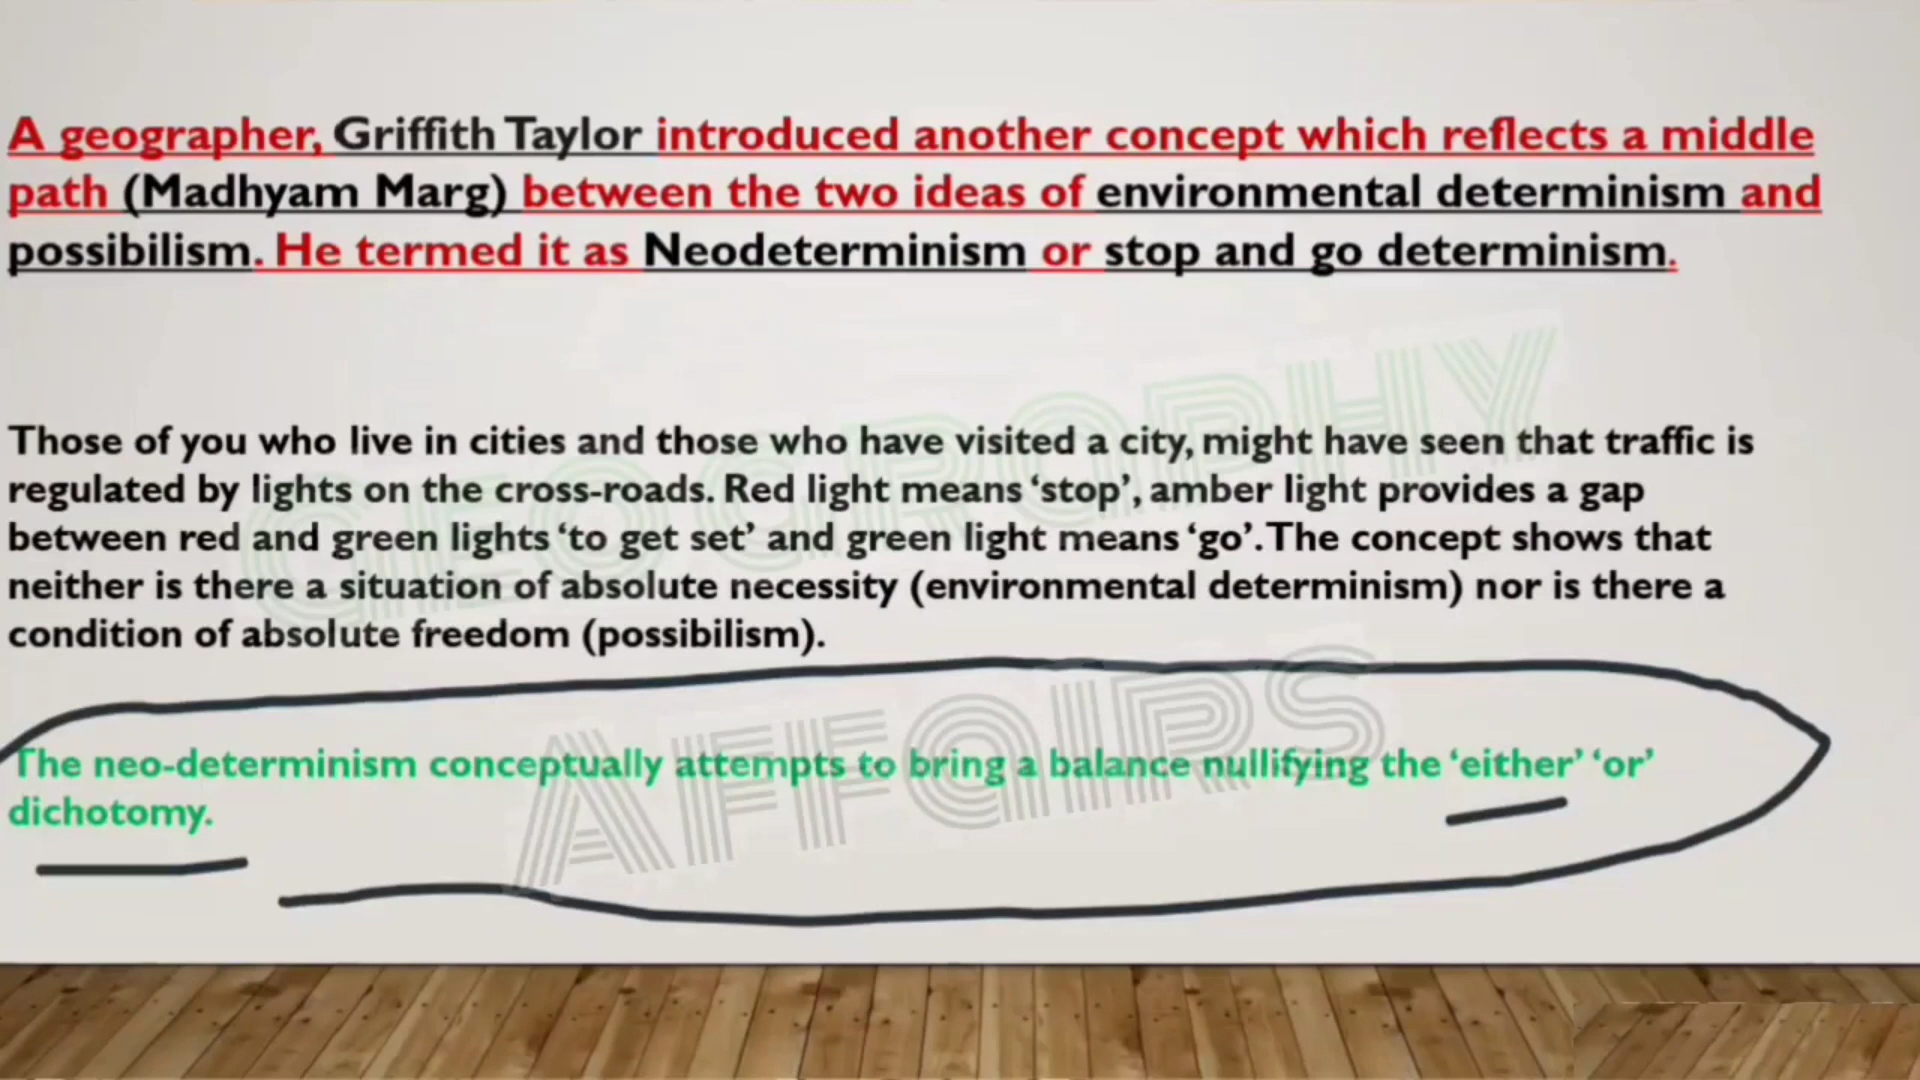 A geographer, Griffith Taylor introduced another concept which reflects a middle
path (Madhyam Marg) between the two ideas of environmental determinism and
possibilism. He termed it as Neodeterminism or stop and go determinism.
Those of you who live in cities and those who have visited a city, might have seen that traffic is
regulated by lights on the cross-roads. Red light means ‘stop’, amber light provides a gap
between red and green lights ‘to get set’ and green light means ‘go’. The concept shows that
neither is there a situation of absolute necessity (environmental determinism) nor is there a
condition of absolute freedom (possibilism).
The neo-determinism conceptually attempts to bring a balance nullifying the ‘either’ ‘or’
dichotomy.
GEOGRAPHY
AFFAIRS